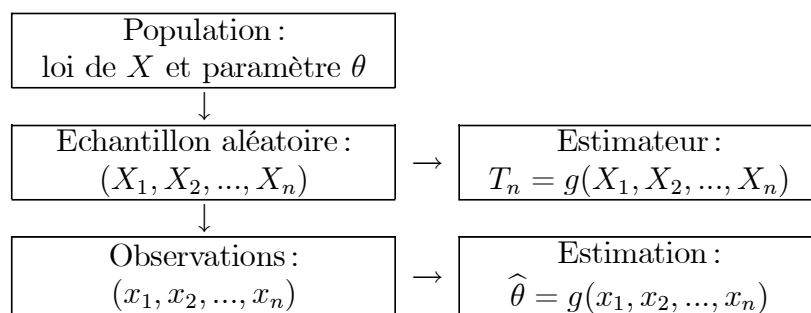 Population :
loi de X et paramètre θ
↓
Echantillon aléatoire :
(X₁, X₂, ..., Xₙ)
→
Estimateur :
Tₙ = g(X₁, X₂, ..., Xₙ)
↓
Observations :
(x₁, x₂, ..., xₙ)
→
Estimation :
θ̂ = g(x₁, x₂, ..., xₙ)